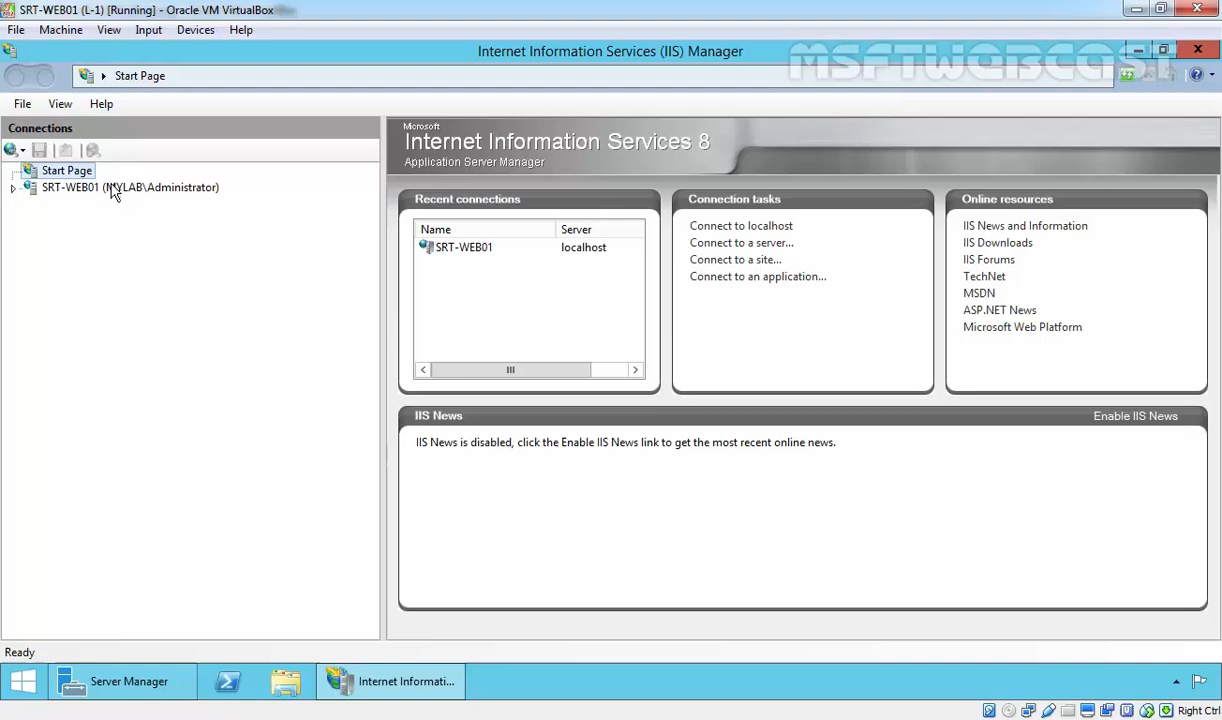 SRT-WEB01 (L-1) [Running] - Oracle VM VirtualBox
File Machine View Input Devices Help
Internet Information Services (IIS) Manager
MSFTWEBCAST
Start Page
File View Help
Connections
Start Page
SRT-WEB01 (MYLAB\Administrator)
Microsoft
Internet Information Services 8
Application Server Manager
Recent connections
Name Server
SRT-WEB01 localhost
Connection tasks
Connect to localhost
Connect to a server...
Connect to a site...
Connect to an application...
Online resources
IIS News and Information
IIS Downloads
IIS Forums
TechNet
MSDN
ASP.NET News
Microsoft Web Platform
IIS News Enable IIS News
IIS News is disabled, click the Enable IIS News link to get the most recent online news.
Ready
Server Manager
Internet Informati...
Right Ctrl